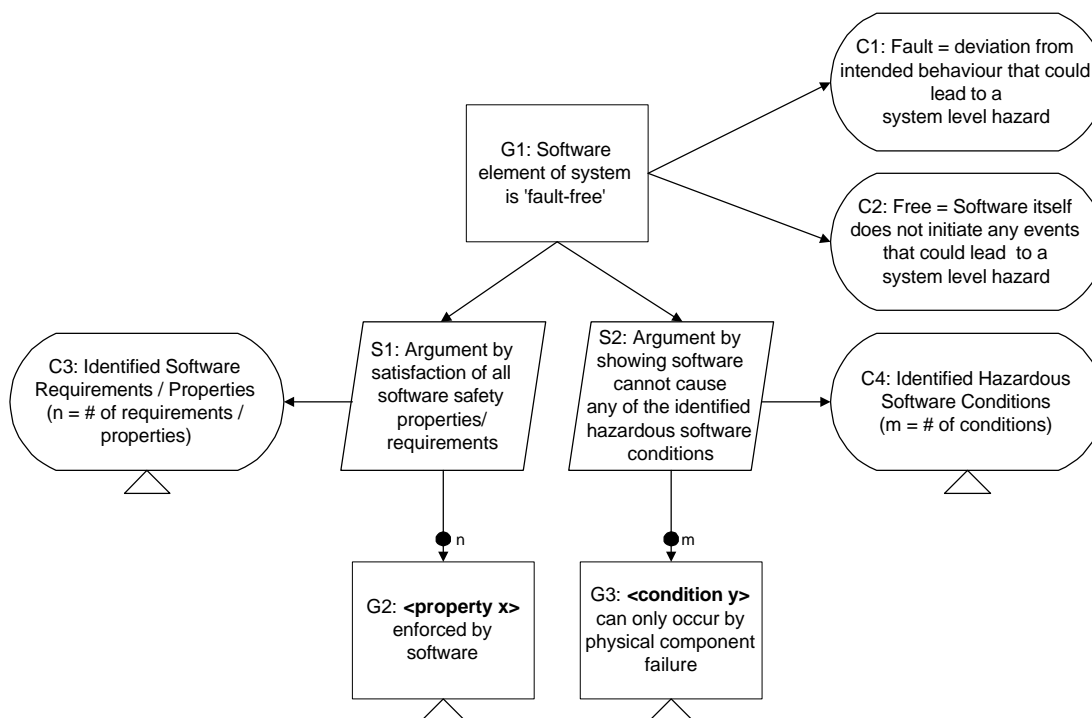 C1: Fault = deviation from
intended behaviour that could
lead to a
system level hazard
G1: Software
element of system
is 'fault-free'
C2: Free = Software itself
does not initiate any events
that could lead  to a
system level hazard
C3: Identified Software
Requirements / Properties
(n = # of requirements /
properties)
S1: Argument by
satisfaction of all
software safety
properties/
requirements
S2: Argument by
showing software
cannot cause
any of the identified
hazardous software
conditions
C4: Identified Hazardous
Software Conditions
(m = # of conditions)
n
m
G2: <property x>
enforced by
software
G3: <condition y>
can only occur by
physical component
failure